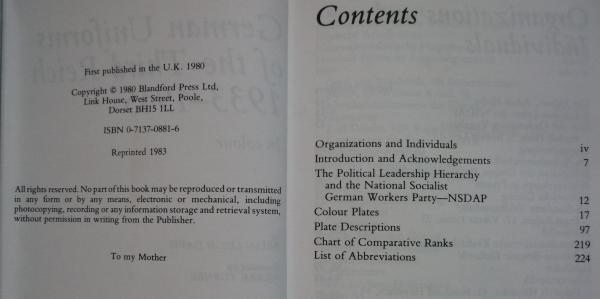 First published in the U.K. 1980
Copyright © 1980 Blandford Press Ltd,
Link House, West Street, Poole,
Dorset BH15 1LL
ISBN 0-7137-0881-6
Reprinted 1983
All rights reserved. No part of this book may be reproduced or transmitted
in any form or by any means, electronic or mechanical, including
photocopying, recording or any information storage and retrieval system,
without permission in writing from the Publisher.
To my Mother
Contents
Organizations and Individuals iv
Introduction and Acknowledgements 7
The Political Leadership Hierarchy
and the National Socialist
German Workers Party—NSDAP 12
Colour Plates 17
Plate Descriptions 97
Chart of Comparative Ranks 219
List of Abbreviations 224